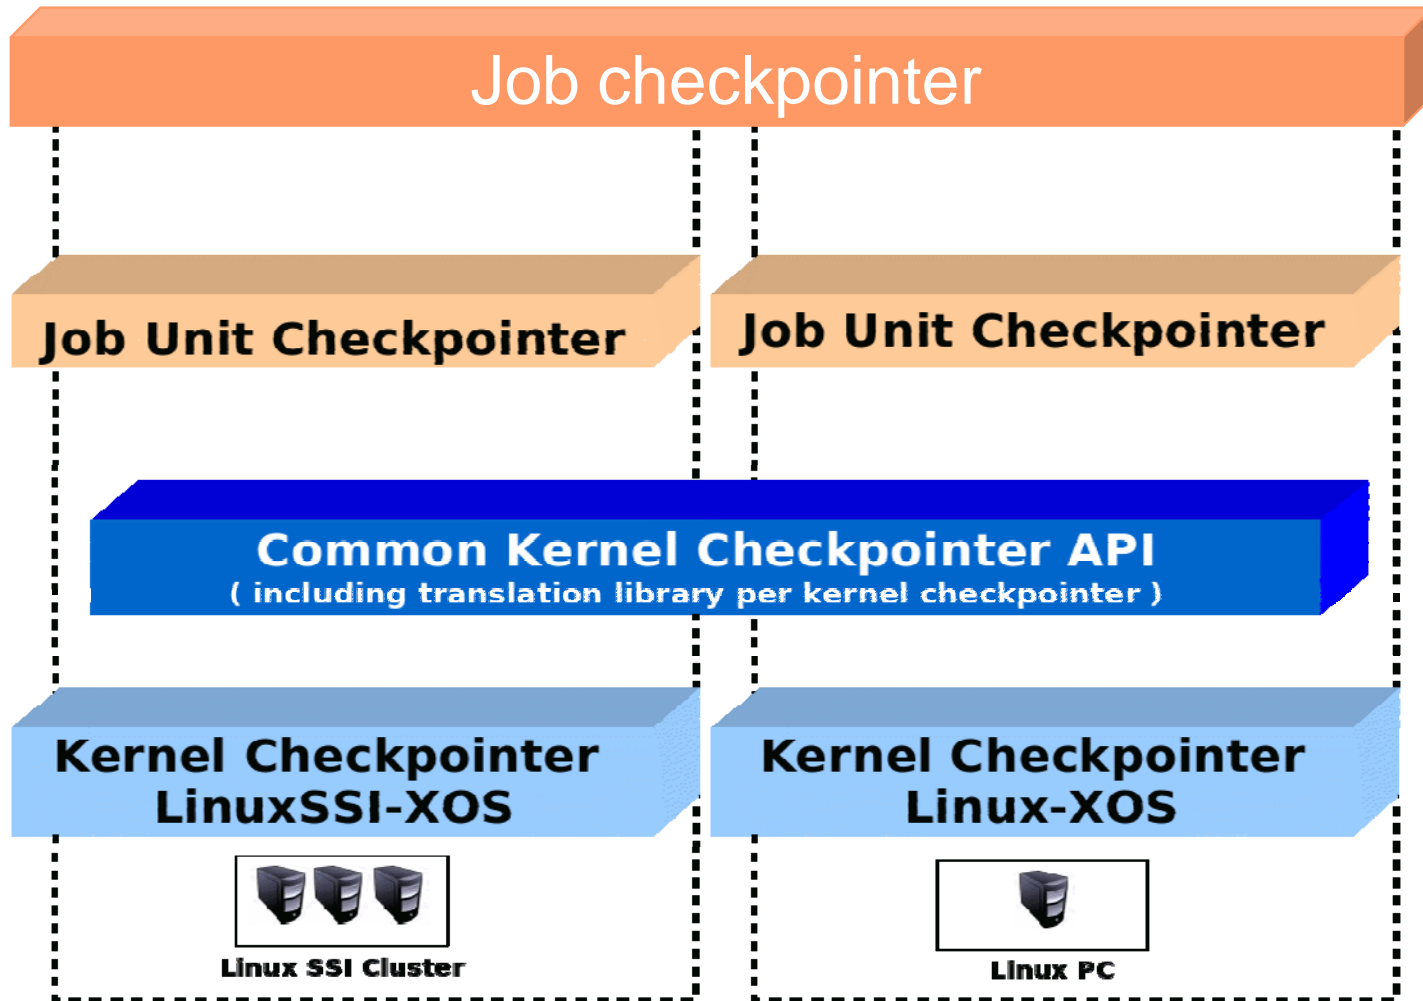 Job checkpointer
Job Unit Checkpointer
Job Unit Checkpointer
Common Kernel Checkpointer API
( including translation library per kernel checkpointer )
Kernel Checkpointer
LinuxSSI-XOS
Kernel Checkpointer
Linux-XOS
Linux SSI Cluster
Linux PC